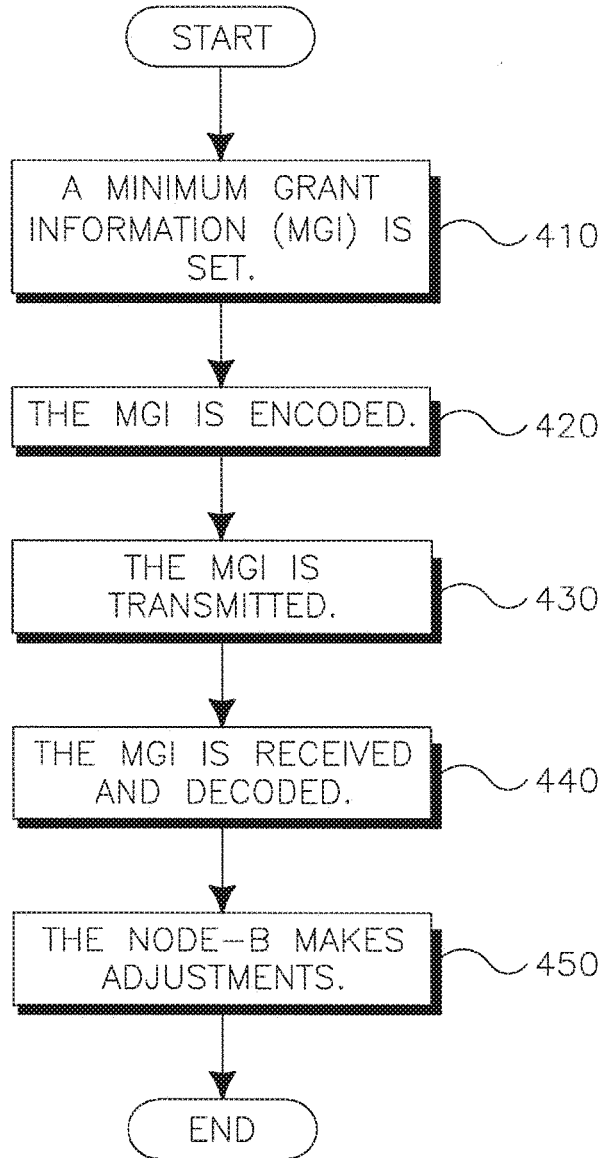 START
A MINIMUM GRANT
INFORMATION (MGI) IS
SET.
410
THE MGI IS ENCODED.
420
THE MGI IS
TRANSMITTED.
430
THE MGI IS RECEIVED
AND DECODED.
440
THE NODE-B MAKES
ADJUSTMENTS.
450
END